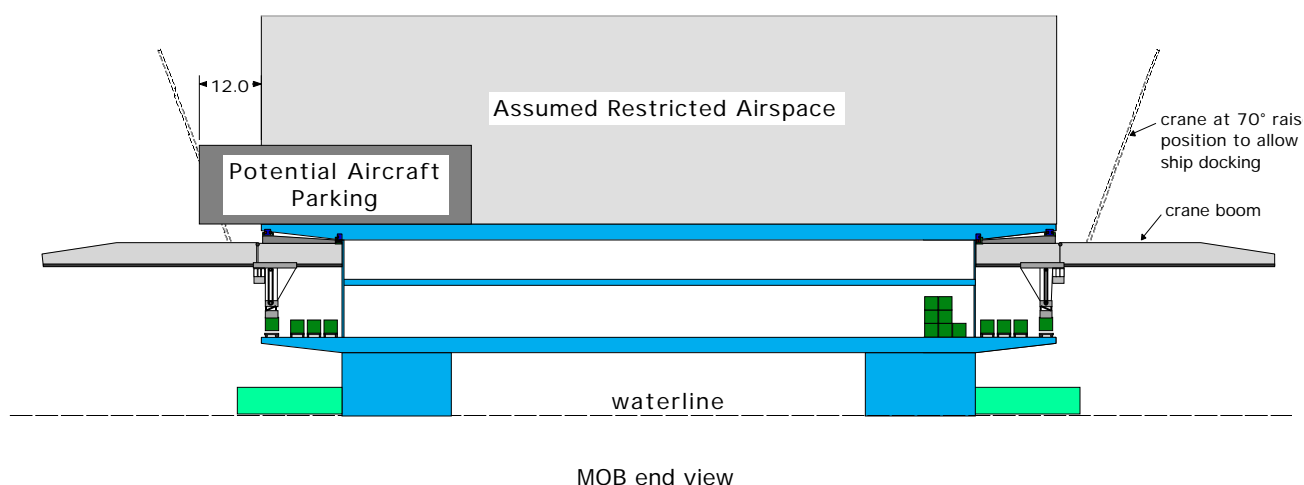 12.0
Assumed Restricted Airspace
crane at 70° rais
position to allow
ship docking
Potential Aircraft
Parking
crane boom
waterline
MOB end view